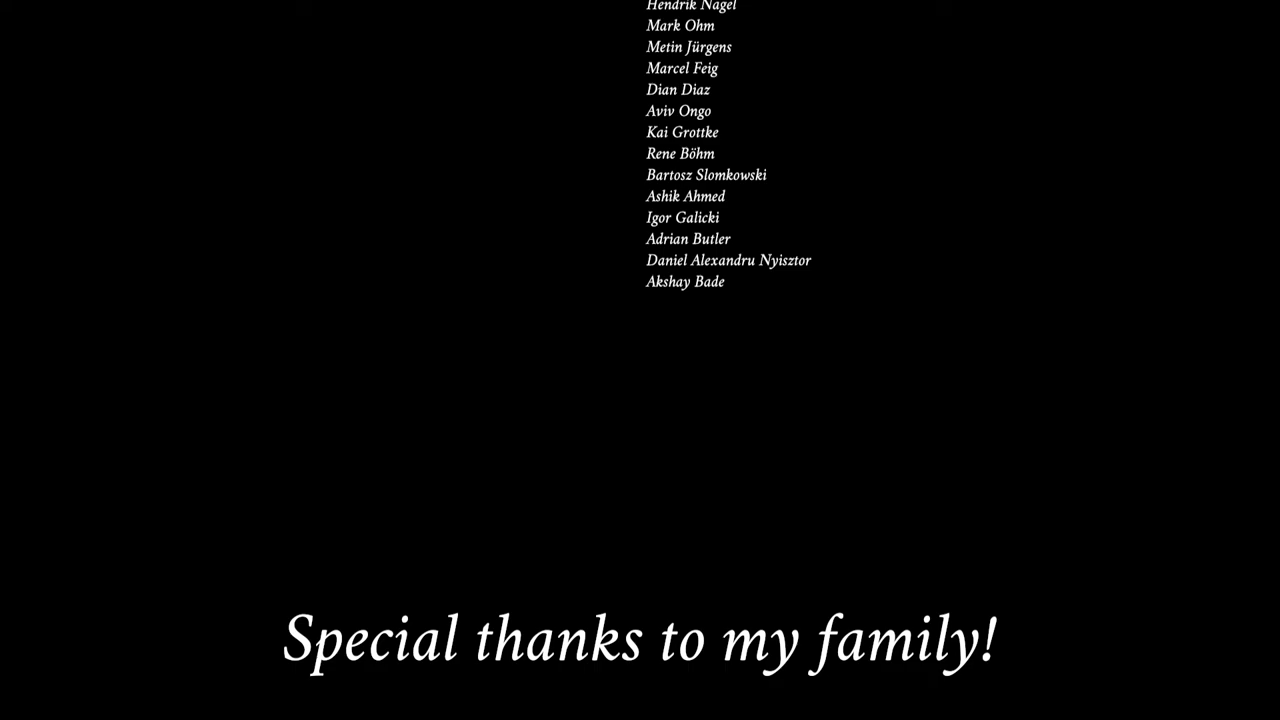 Hendrik Nagel
Mark Ohm
Metin Jürgens
Marcel Feig
Dian Diaz
Aviv Ongo
Kai Grottke
Rene Böhm
Bartosz Slomkowski
Ashik Ahmed
Igor Galicki
Adrian Butler
Daniel Alexandru Nyisztor
Akshay Bade
Special thanks to my family!